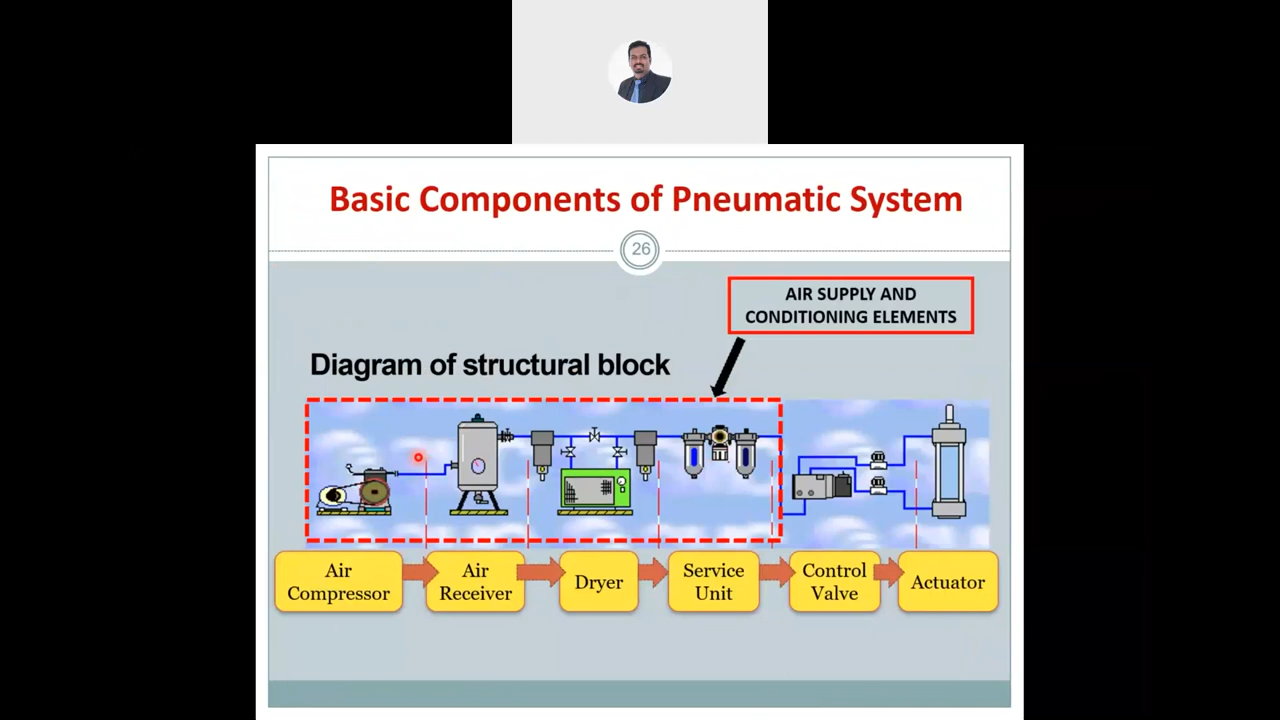 Basic Components of Pneumatic System
26
AIR SUPPLY AND
CONDITIONING ELEMENTS
Diagram of structural block
Air
Compressor
Air
Receiver
Dryer
Service
Unit
Control
Valve
Actuator